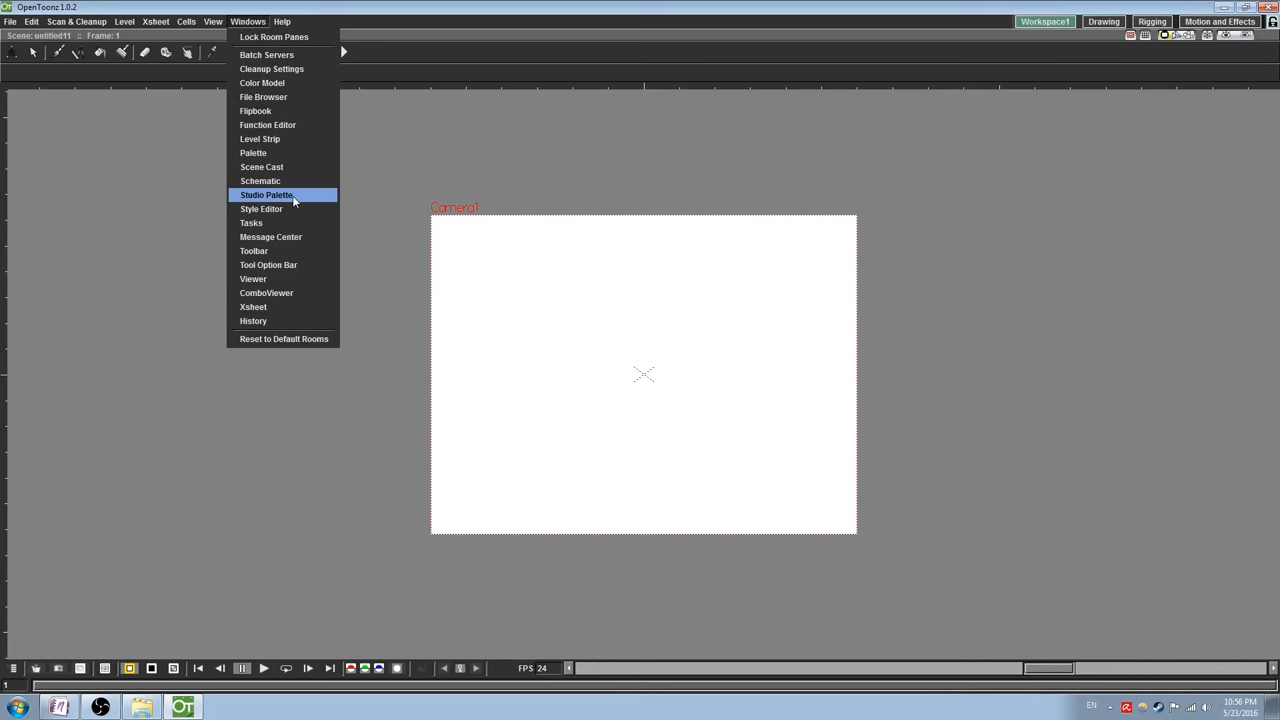 OpenToonz 1.0.2
File Edit Scan & Cleanup Level Xsheet Cells View Windows Help
Workspace1 Drawing Rigging Motion and Effects
Scene: untitled11 :: Frame: 1
Lock Room Panes
Batch Servers
Cleanup Settings
Color Model
File Browser
Flipbook
Function Editor
Level Strip
Palette
Scene Cast
Schematic
Studio Palette
Style Editor
Tasks
Message Center
Toolbar
Tool Option Bar
Viewer
ComboViewer
Xsheet
History
Reset to Default Rooms
Camera1
FPS 24
1
OT
EN
10:56 PM
5/23/2016